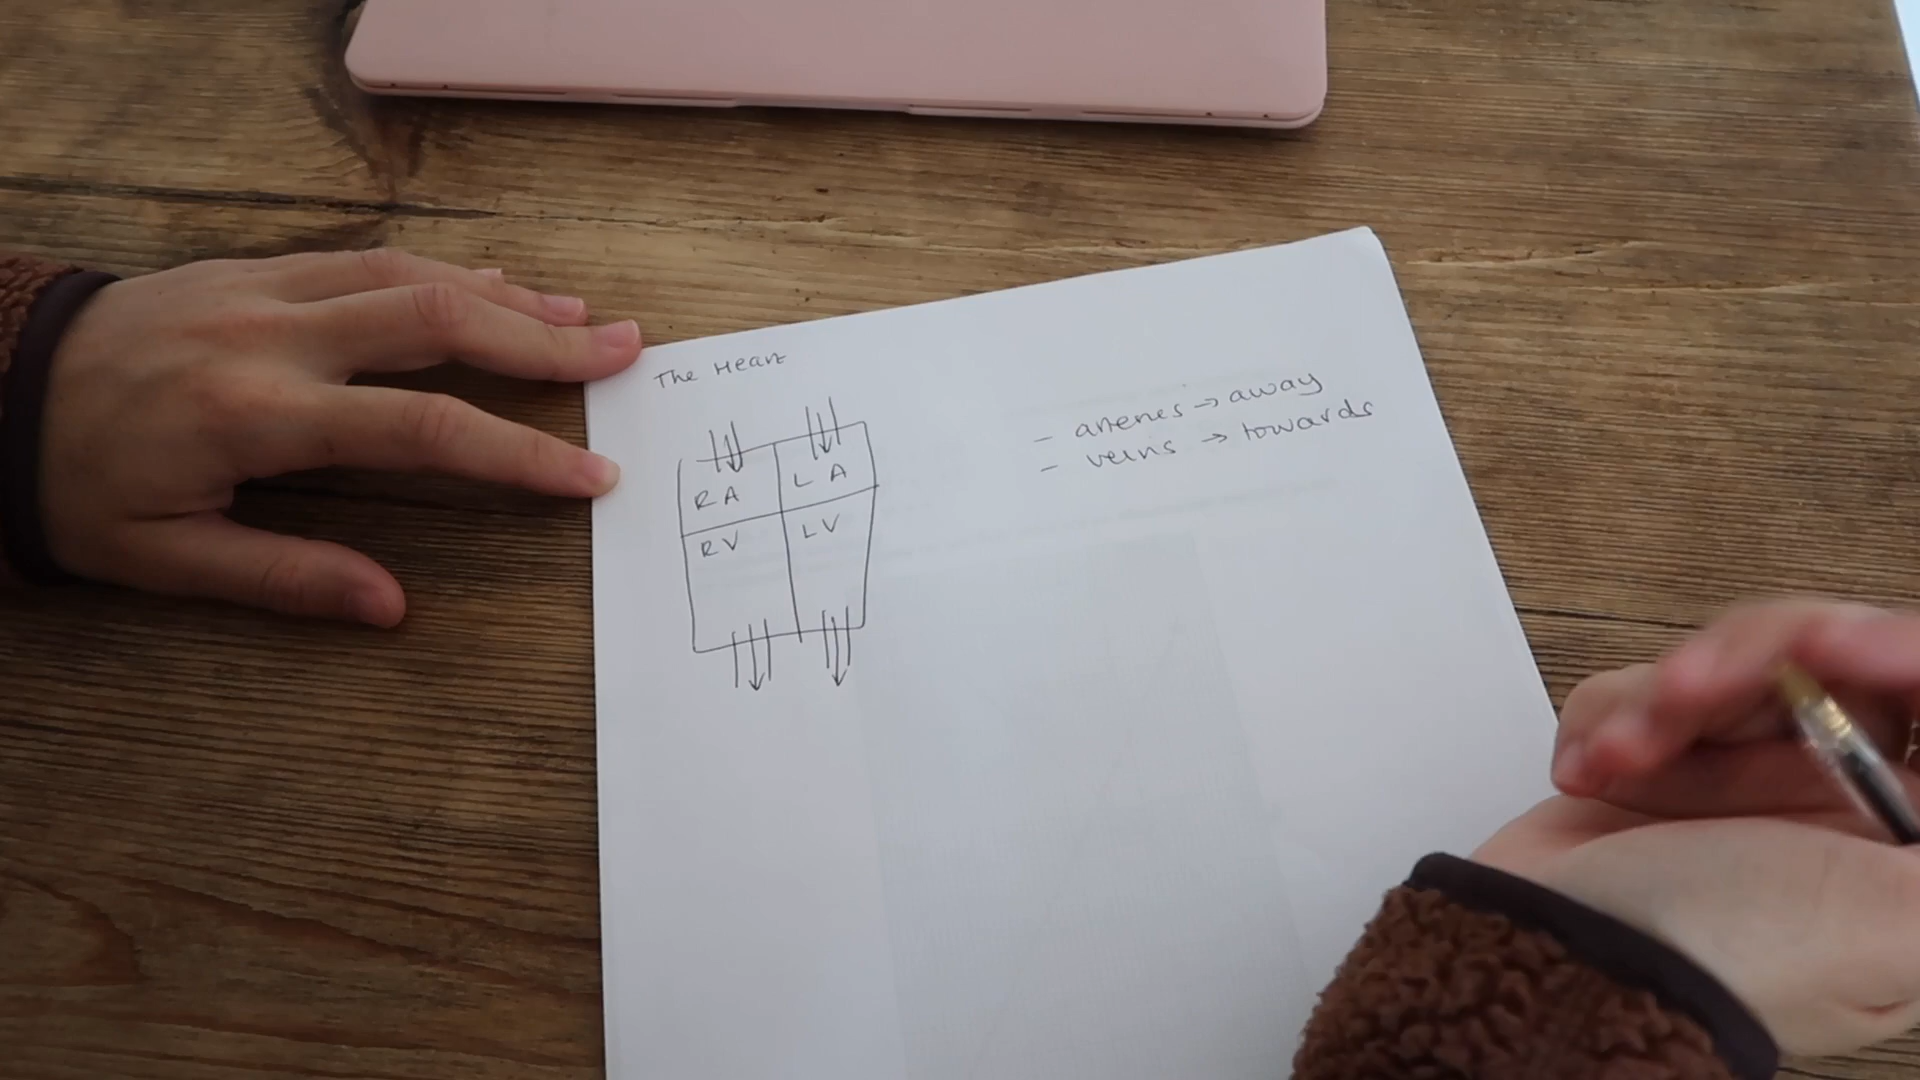 The Heart
- arteries → away
- veins → towards
RA LA
RV LV